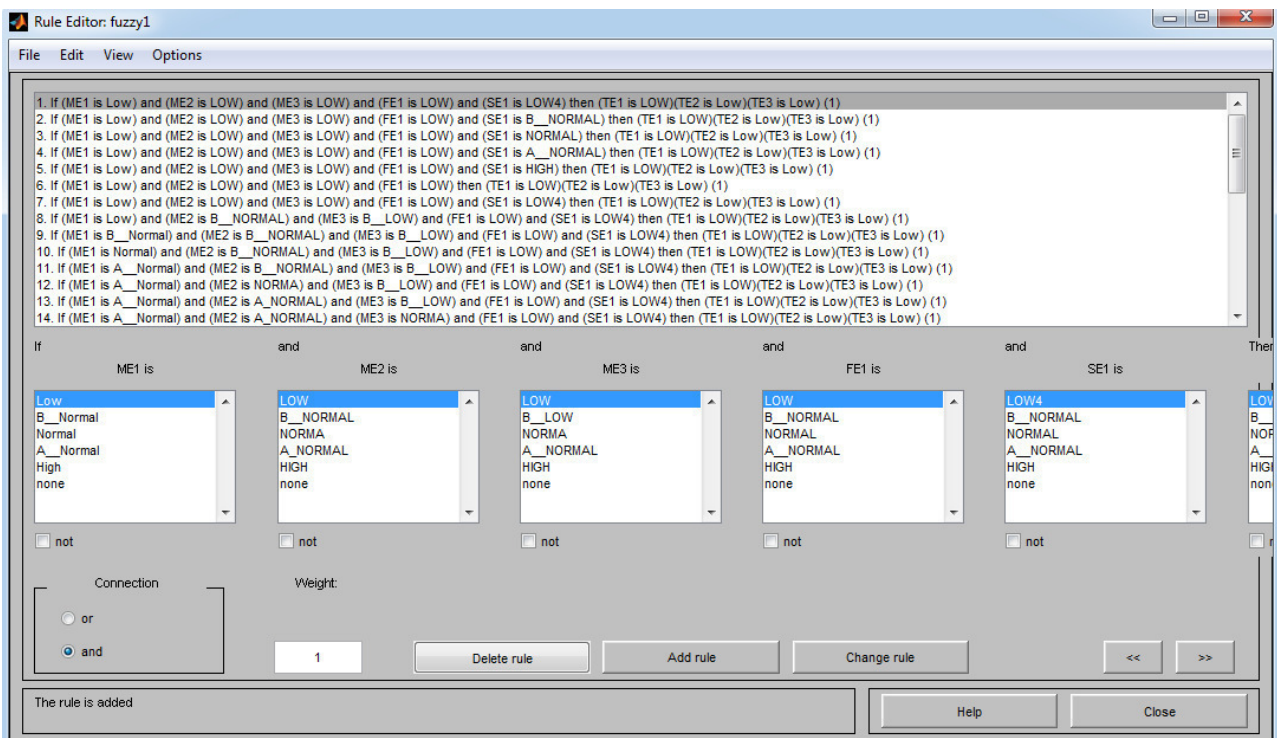 Rule Editor: fuzzy1
File Edit View Options
1. If (ME1 is Low) and (ME2 is LOW) and (ME3 is LOW) and (FE1 is LOW) and (SE1 is LOW4) then (TE1 is LOW)(TE2 is Low)(TE3 is Low) (1)
2. If (ME1 is Low) and (ME2 is LOW) and (ME3 is LOW) and (FE1 is LOW) and (SE1 is B__NORMAL) then (TE1 is LOW)(TE2 is Low)(TE3 is Low) (1)
3. If (ME1 is Low) and (ME2 is LOW) and (ME3 is LOW) and (FE1 is LOW) and (SE1 is NORMAL) then (TE1 is LOW)(TE2 is Low)(TE3 is Low) (1)
4. If (ME1 is Low) and (ME2 is LOW) and (ME3 is LOW) and (FE1 is LOW) and (SE1 is A__NORMAL) then (TE1 is LOW)(TE2 is Low)(TE3 is Low) (1)
5. If (ME1 is Low) and (ME2 is LOW) and (ME3 is LOW) and (FE1 is LOW) and (SE1 is HIGH) then (TE1 is LOW)(TE2 is Low)(TE3 is Low) (1)
6. If (ME1 is Low) and (ME2 is LOW) and (ME3 is LOW) and (FE1 is LOW) then (TE1 is LOW)(TE2 is Low)(TE3 is Low) (1)
7. If (ME1 is Low) and (ME2 is LOW) and (ME3 is LOW) and (FE1 is LOW) and (SE1 is LOW4) then (TE1 is LOW)(TE2 is Low)(TE3 is Low) (1)
8. If (ME1 is Low) and (ME2 is B__NORMAL) and (ME3 is B__LOW) and (FE1 is LOW) and (SE1 is LOW4) then (TE1 is LOW)(TE2 is Low)(TE3 is Low) (1)
9. If (ME1 is B__Normal) and (ME2 is B__NORMAL) and (ME3 is B__LOW) and (FE1 is LOW) and (SE1 is LOW4) then (TE1 is LOW)(TE2 is Low)(TE3 is Low) (1)
10. If (ME1 is Normal) and (ME2 is B__NORMAL) and (ME3 is B__LOW) and (FE1 is LOW) and (SE1 is LOW4) then (TE1 is LOW)(TE2 is Low)(TE3 is Low) (1)
11. If (ME1 is A__Normal) and (ME2 is B__NORMAL) and (ME3 is B__LOW) and (FE1 is LOW) and (SE1 is LOW4) then (TE1 is LOW)(TE2 is Low)(TE3 is Low) (1)
12. If (ME1 is A__Normal) and (ME2 is NORMA) and (ME3 is B__LOW) and (FE1 is LOW) and (SE1 is LOW4) then (TE1 is LOW)(TE2 is Low)(TE3 is Low) (1)
13. If (ME1 is A__Normal) and (ME2 is A_NORMAL) and (ME3 is B__LOW) and (FE1 is LOW) and (SE1 is LOW4) then (TE1 is LOW)(TE2 is Low)(TE3 is Low) (1)
14. If (ME1 is A__Normal) and (ME2 is A_NORMAL) and (ME3 is NORMA) and (FE1 is LOW) and (SE1 is LOW4) then (TE1 is LOW)(TE2 is Low)(TE3 is Low) (1)
If and and and and
ME1 is ME2 is ME3 is FE1 is SE1 is
Low LOW LOW LOW LOW4
B__Normal B__NORMAL B__LOW B__NORMAL B__NORMAL
Normal NORMA NORMA NORMAL NORMAL
A__Normal A_NORMAL A__NORMAL A__NORMAL A__NORMAL
High HIGH HIGH HIGH HIGH
none none none none none
not not not not not
Connection Weight:
or
and 1 Delete rule Add rule Change rule << >>
The rule is added Help Close